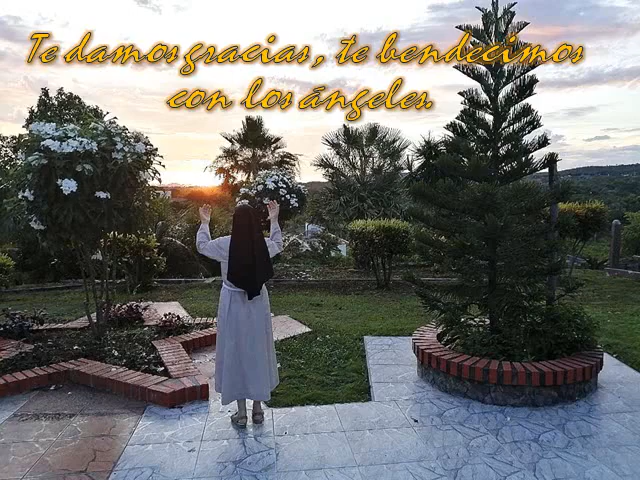 Te damos gracias, te bendecimos
con los ángeles.